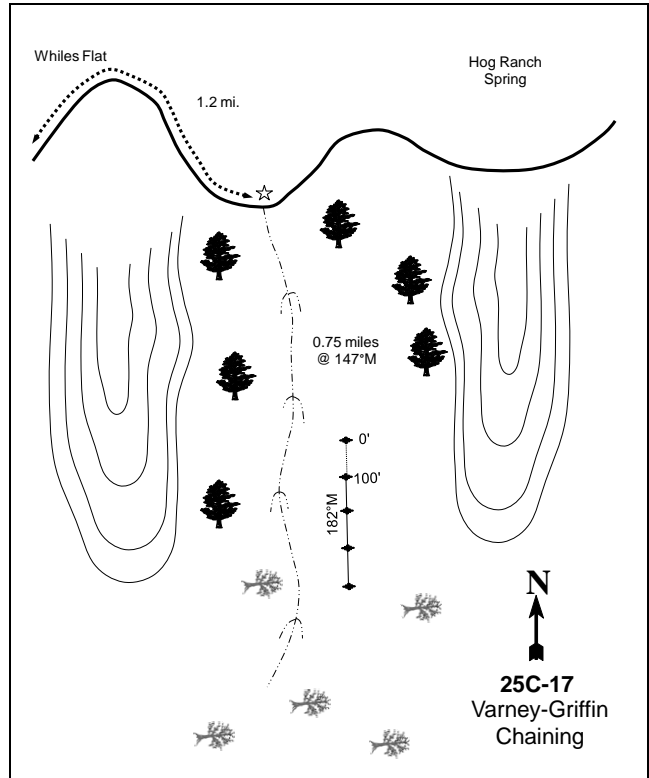 Whiles Flat
Hog Ranch
Spring
1.2 mi.
0.75 miles
@ 147°M
0'
100'
182°M
N
25C-17
Varney-Griffin
Chaining